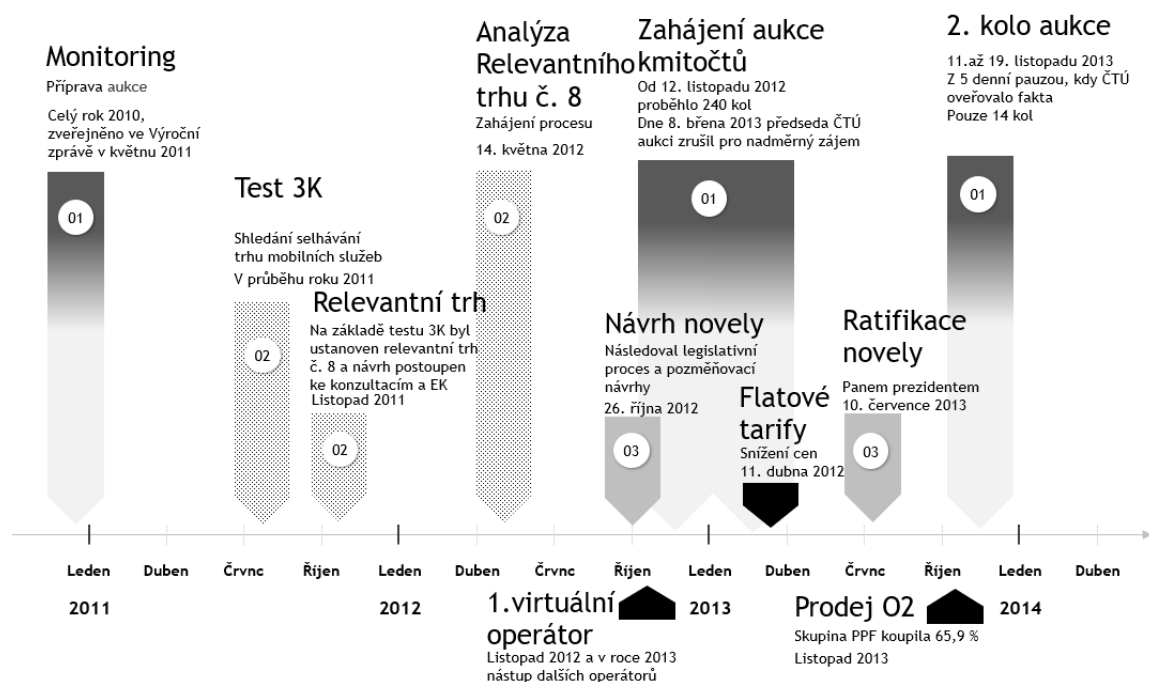 Monitoring
Příprava aukce
Celý rok 2010,
zveřejněno ve Výroční
zprávě v květnu 2011
01
Test 3K
Shledání selhávání
trhu mobilních služeb
V průběhu roku 2011
02
Relevantní trh
Na základě testu 3K byl
ustanoven relevantní trh
č. 8 a návrh postoupen
ke konzultacím a EK
Listopad 2011
02
Analýza
Relevantního
trhu č. 8
Zahájení procesu
14. května 2012
02
Zahájení aukce
kmitočtů
Od 12. listopadu 2012
proběhlo 240 kol
Dne 8. břena 2013 předseda ČTÚ
aukci zrušil pro nadměrný zájem
01
Návrh novely
Následoval legislativní
proces a pozměňovací
návrhy
26. října 2012
03
Flatové
tarify
Snížení cen
11. dubna 2012
Ratifikace
novely
Panem prezidentem
10. července 2013
03
2. kolo aukce
11.až 19. listopadu 2013
Z 5 denní pauzou, kdy ČTÚ
oveřovalo fakta
Pouze 14 kol
01
Leden Duben Črvnc Říjen Leden Duben Črvnc Říjen Leden Duben Črvnc Říjen Leden Duben
2011 2012 2013 2014
1.virtuální
operátor
Listopad 2012 a v roce 2013
nástup dalších operátorů
Prodej O2
Skupina PPF koupila 65,9 %
Listopad 2013